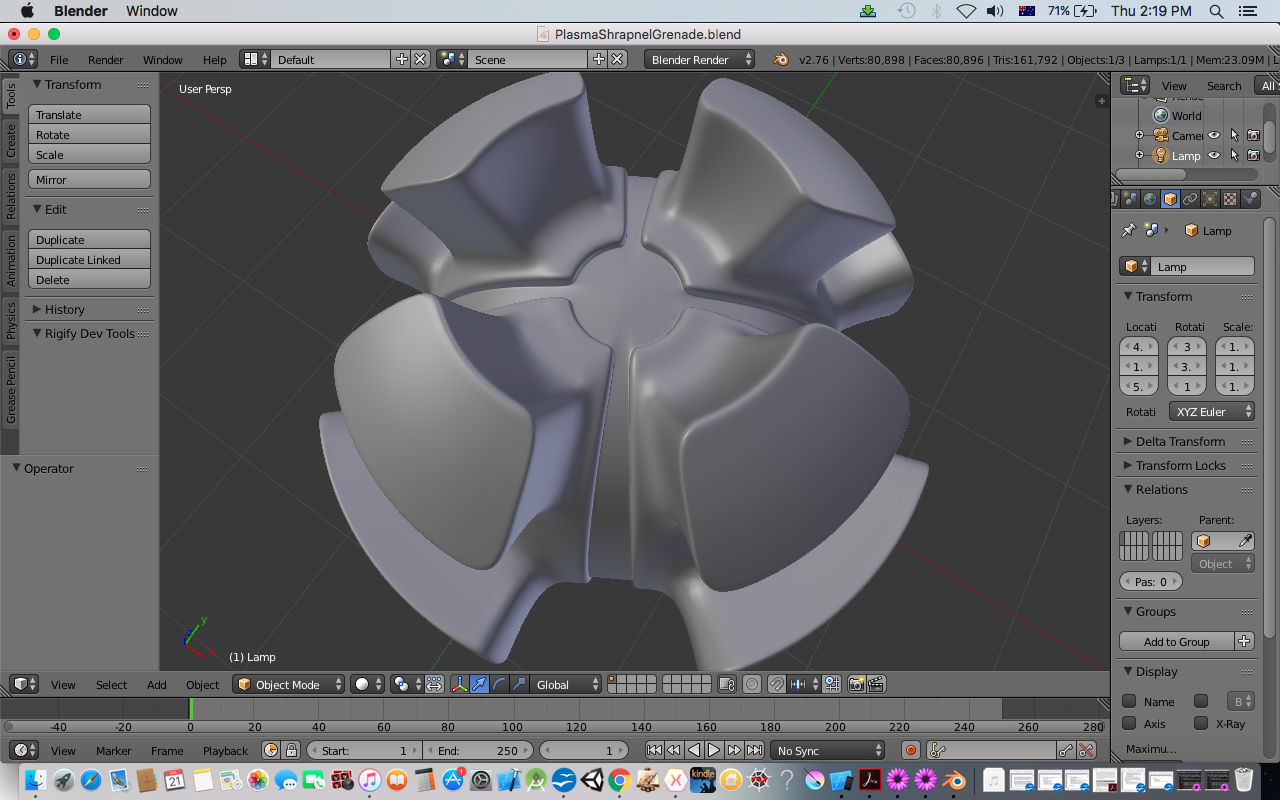 Blender Window 71% Thu 2:19 PM
PlasmaShrapnelGrenade.blend
File Render Window Help Default Scene Blender Render v2.76 | Verts:80,898 | Faces:80,896 | Tris:161,792 | Objects:1/3 | Lamps:1/1 | Mem:23.09M | L
Tools
Create
Relations
Animation
Physics
Grease Pencil
Transform
Translate
Rotate
Scale
Mirror
Edit
Duplicate
Duplicate Linked
Delete
History
Rigify Dev Tools
Operator
User Persp
y
x
(1) Lamp
View Search All S
World
Camer
Lamp
Lamp
Lamp
Transform
Locati Rotati Scale:
4. 3 1.
1. 3. 1.
5. 1 1.
Rotati XYZ Euler
Delta Transform
Transform Locks
Relations
Layers: Parent:
Object
Pas: 0
Groups
Add to Group
Display
Name B
Axis X-Ray
Maximu...
View Select Add Object Object Mode Global
-40 -20 0 20 40 60 80 100 120 140 160 180 200 220 240 260 280
View Marker Frame Playback Start: 1 End: 250 1 No Sync
21
kindle